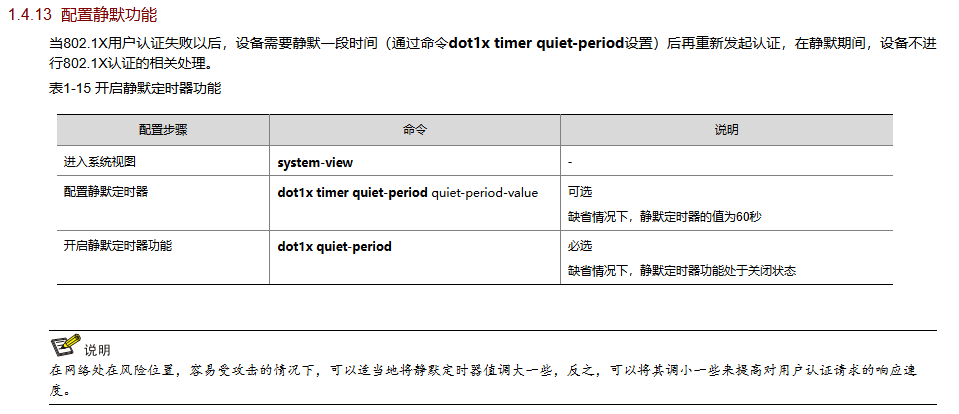 1.4.13 配置静默功能
当802.1X用户认证失败以后，设备需要静默一段时间（通过命令dot1x timer quiet-period设置）后再重新发起认证，在静默期间，设备不进
行802.1X认证的相关处理。
表1-15 开启静默定时器功能
配置步骤 命令 说明
进入系统视图 system-view -
配置静默定时器 dot1x timer quiet-period quiet-period-value 可选
缺省情况下，静默定时器的值为60秒
开启静默定时器功能 dot1x quiet-period 必选
缺省情况下，静默定时器功能处于关闭状态
说明
在网络处在风险位置，容易受攻击的情况下，可以适当地将静默定时器值调大一些，反之，可以将其调小一些来提高对用户认证请求的响应速
度。